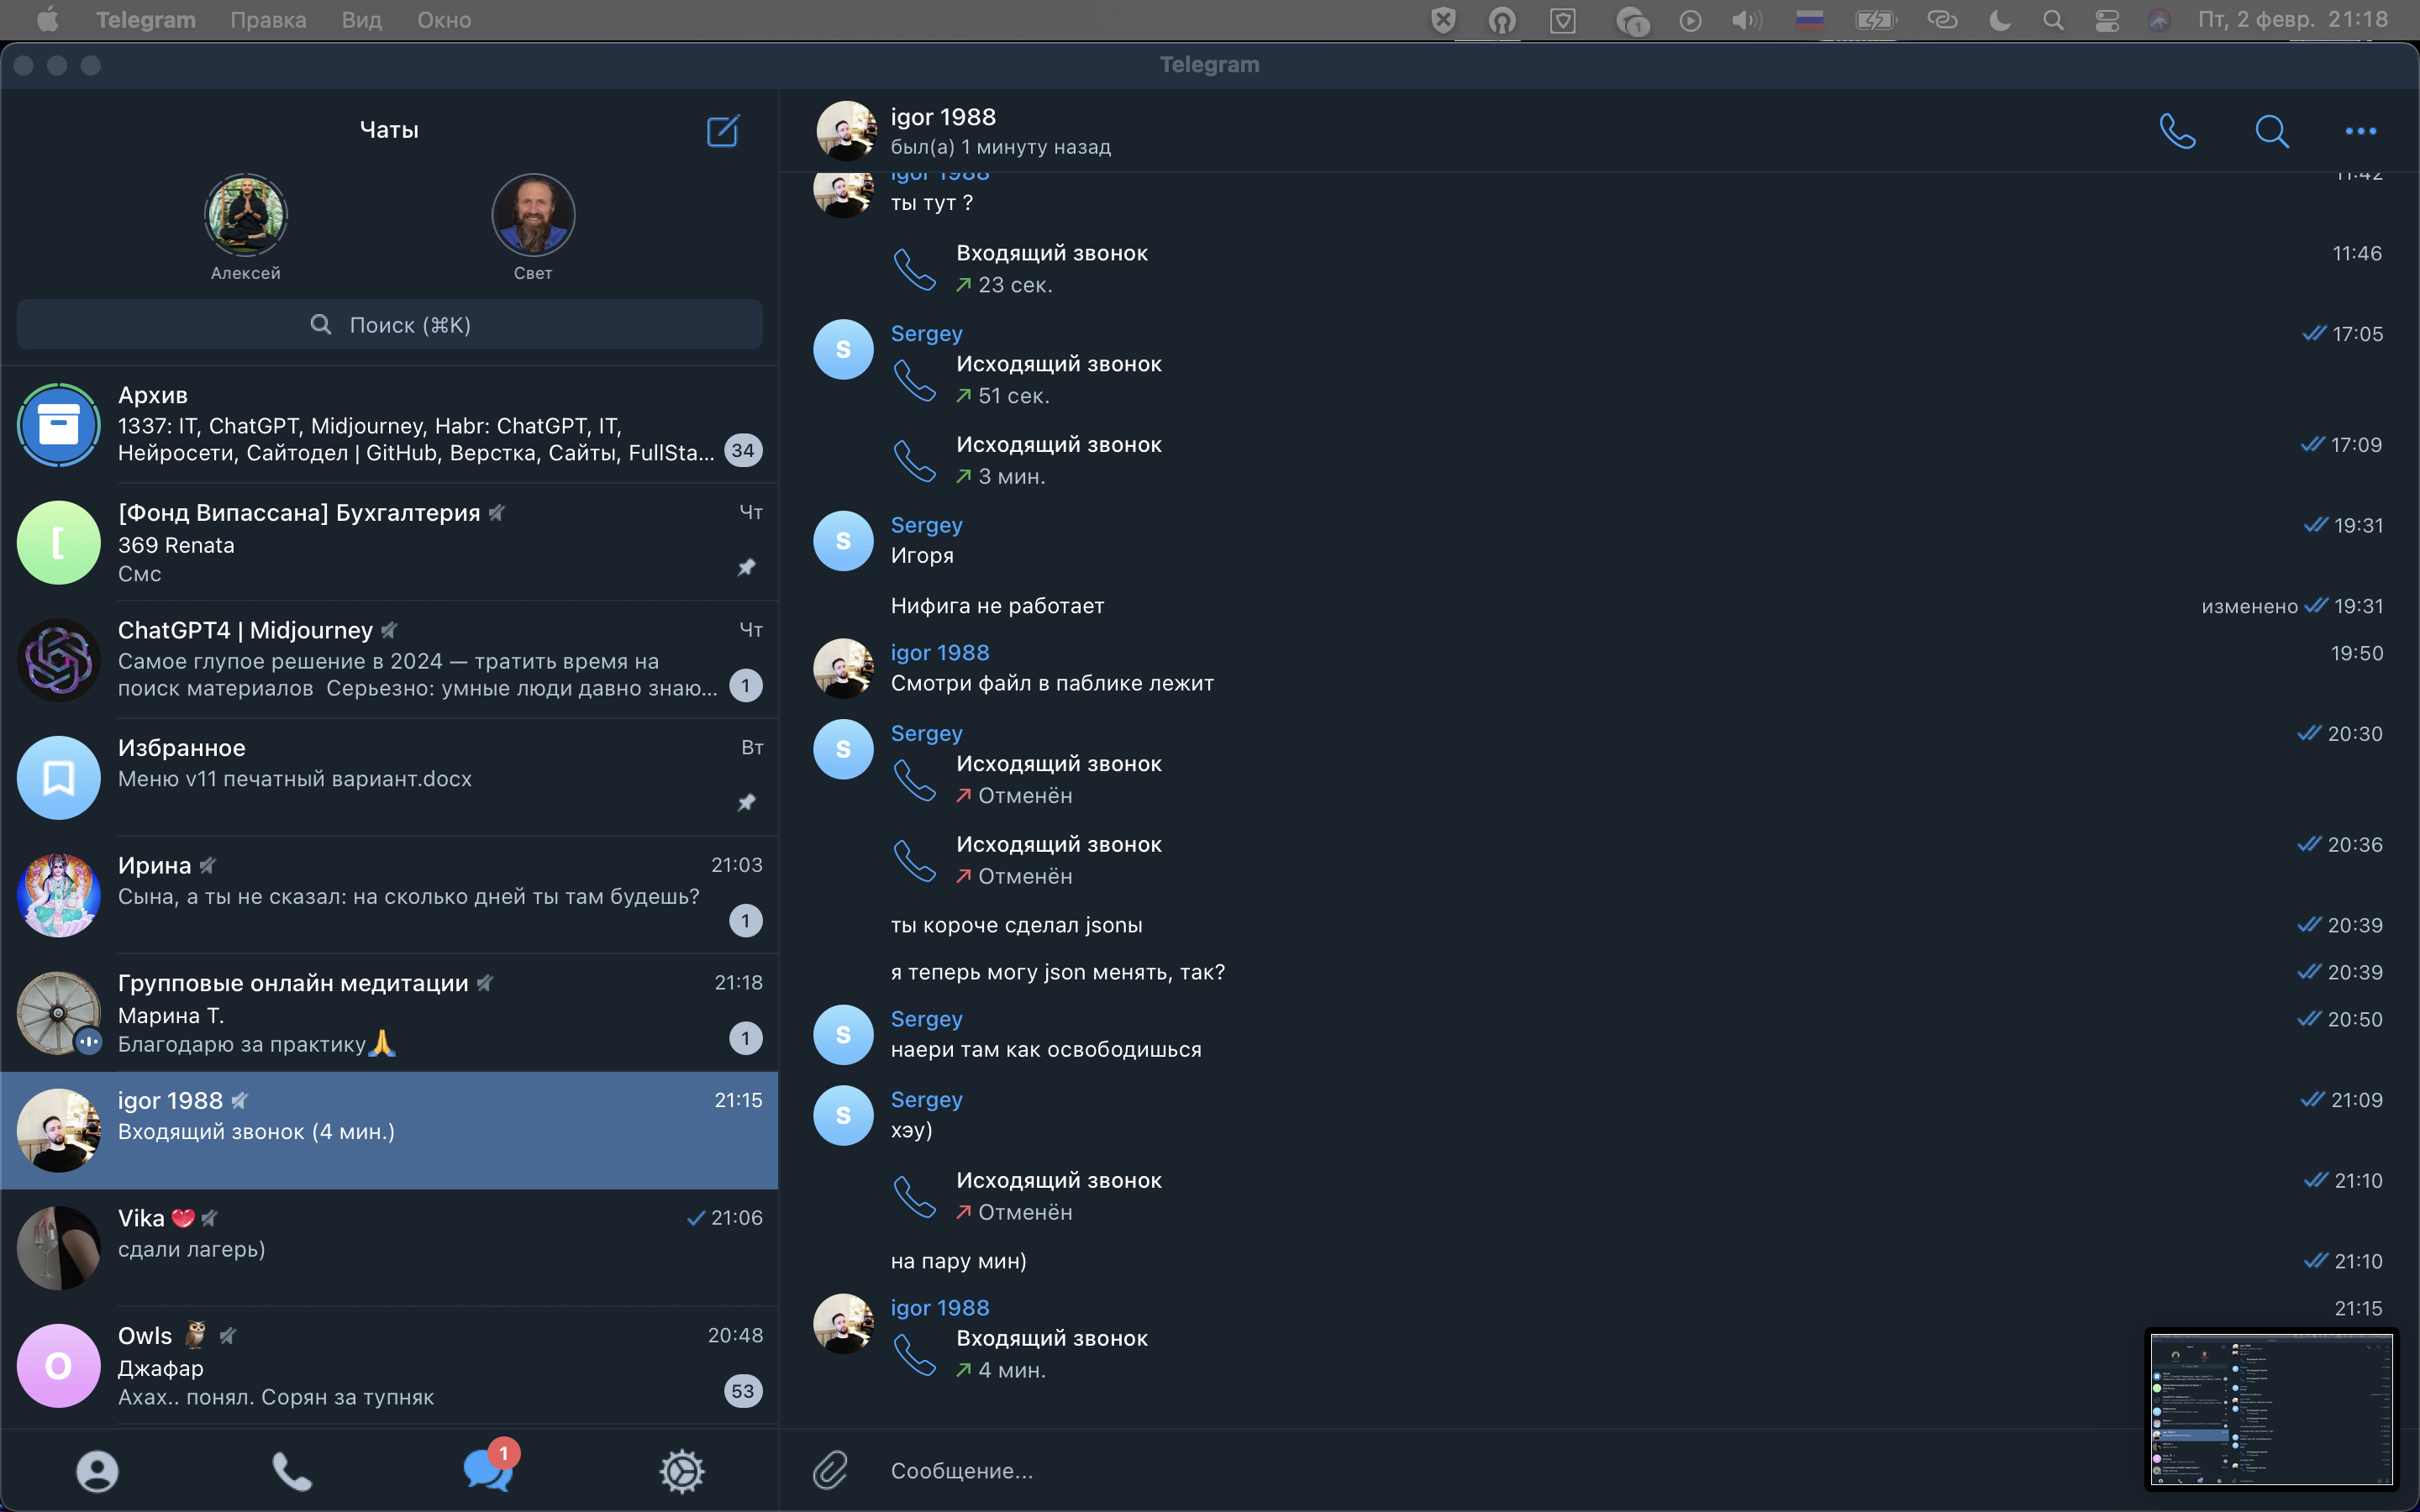 Telegram Правка Вид Окно
1
Пт, 2 февр. 21:18
Telegram
Чаты
Алексей
Свет
Поиск (⌘K)
Архив
1337: IT, ChatGPT, Midjourney, Habr: ChatGPT, IT,
Нейросети, Сайтодел | GitHub, Верстка, Сайты, FullSta...
34
[Фонд Випассана] Бухгалтерия
Чт
369 Renata
Смс
ChatGPT4 | Midjourney
Чт
Самое глупое решение в 2024 — тратить время на
поиск материалов Серьезно: умные люди давно знаю...
1
Избранное
Вт
Меню v11 печатный вариант.docx
Ирина
21:03
Сына, а ты не сказал: на сколько дней ты там будешь?
1
Групповые онлайн медитации
21:18
Марина Т.
Благодарю за практику🙏
1
igor 1988
21:15
Входящий звонок (4 мин.)
Vika 💖
21:06
сдали лагерь)
Owls 🦉
20:48
Джафар
Ахах.. понял. Сорян за тупняк
53
[
O
1
igor 1988
был(а) 1 минуту назад
igor 1988
11:42
ты тут ?
Входящий звонок
11:46
23 сек.
S
Sergey
17:05
Исходящий звонок
51 сек.
Исходящий звонок
17:09
3 мин.
S
Sergey
19:31
Игоря
Нифига не работает
изменено 19:31
igor 1988
19:50
Смотри файл в паблике лежит
S
Sergey
20:30
Исходящий звонок
Отменён
Исходящий звонок
20:36
Отменён
ты короче сделал jsonы
20:39
я теперь могу json менять, так?
20:39
S
Sergey
20:50
наери там как освободишься
S
Sergey
21:09
хэу)
Исходящий звонок
21:10
Отменён
на пару мин)
21:10
igor 1988
21:15
Входящий звонок
4 мин.
Сообщение...